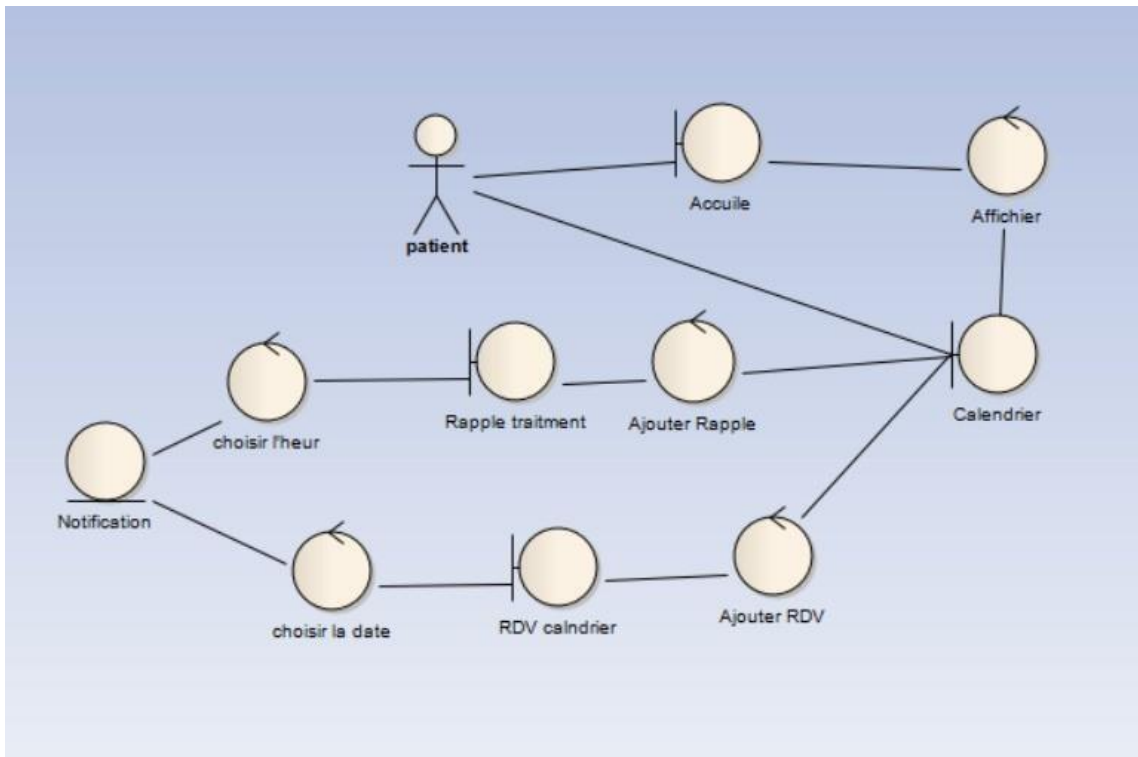 Accuile
Affichier
patient
Rapple traitment
Ajouter Rapple
Calendrier
choisir l'heur
Notification
choisir la date
RDV calndrier
Ajouter RDV